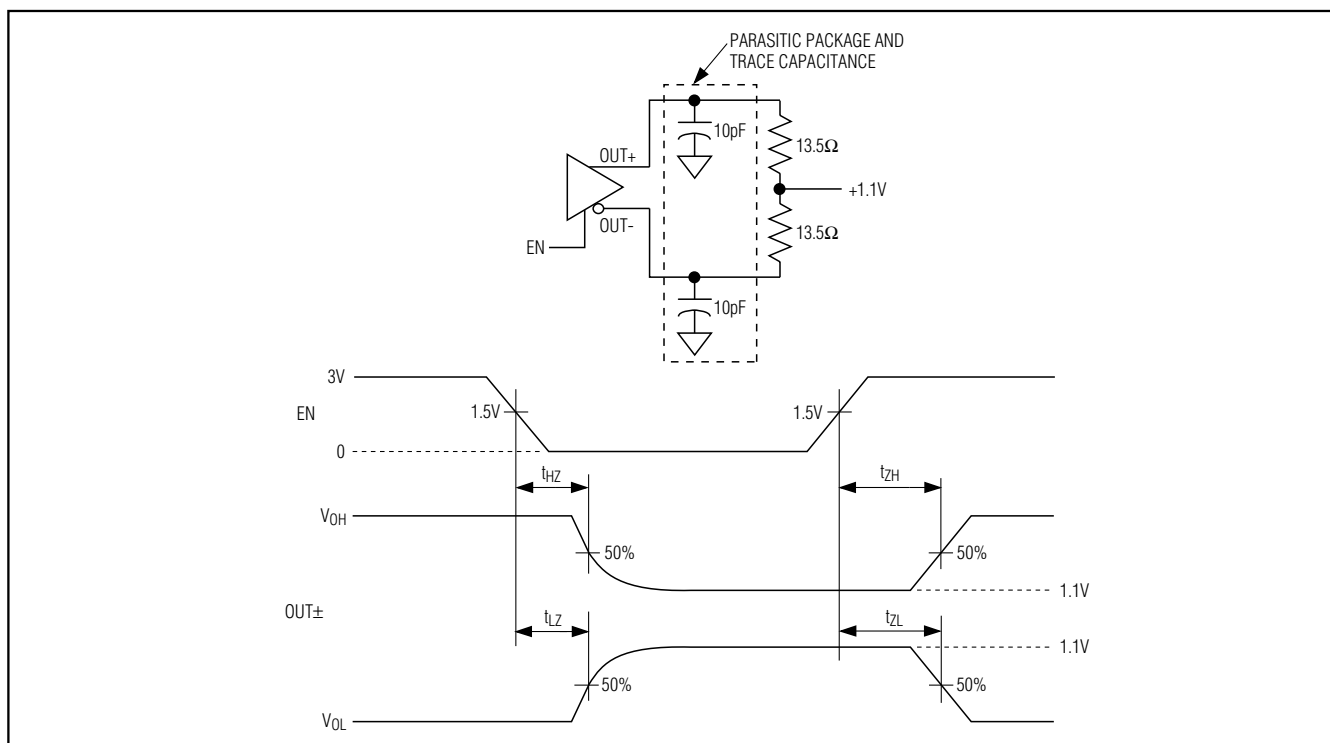 PARASITIC PACKAGE AND
TRACE CAPACITANCE
10pF
13.5Ω
OUT+
+1.1V
OUT-
13.5Ω
EN
10pF
3V
EN
1.5V
1.5V
0
tHZ
tZH
VOH
50%
50%
1.1V
OUT±
tLZ
tZL
1.1V
50%
50%
VOL